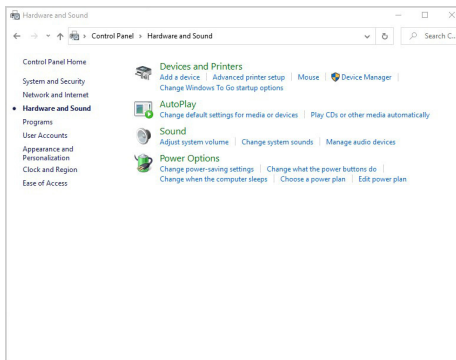 Hardware and Sound
Control Panel > Hardware and Sound
Search C...
Control Panel Home
System and Security
Network and Internet
Hardware and Sound
Programs
User Accounts
Appearance and
Personalization
Clock and Region
Ease of Access
Devices and Printers
Add a device | Advanced printer setup | Mouse | Device Manager |
Change Windows To Go startup options
AutoPlay
Change default settings for media or devices | Play CDs or other media automatically
Sound
Adjust system volume | Change system sounds | Manage audio devices
Power Options
Change power-saving settings | Change what the power buttons do |
Change when the computer sleeps | Choose a power plan | Edit power plan